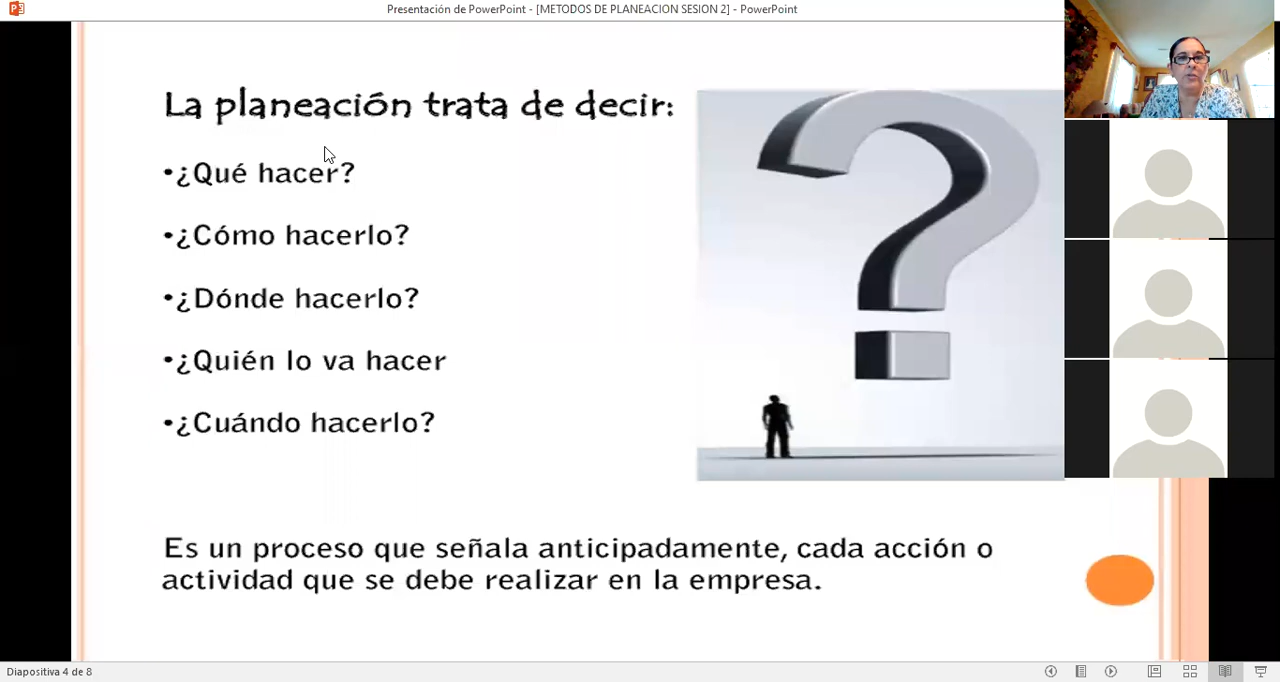 Presentación de PowerPoint - [METODOS DE PLANEACION SESION 2] - PowerPoint
La planeación trata de decir:
•¿Qué hacer?
•¿Cómo hacerlo?
•¿Dónde hacerlo?
•¿Quién lo va hacer
•¿Cuándo hacerlo?
Es un proceso que señala anticipadamente, cada acción o
actividad que se debe realizar en la empresa.
Diapositiva 4 de 8